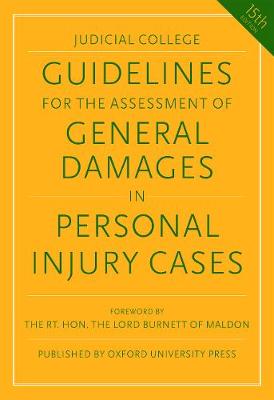 15th
EDITION
JUDICIAL COLLEGE
GUIDELINES
FOR THE ASSESSMENT OF
GENERAL
DAMAGES
IN
PERSONAL
INJURY CASES
FOREWORD BY
THE RT. HON. THE LORD BURNETT OF MALDON
PUBLISHED BY OXFORD UNIVERSITY PRESS